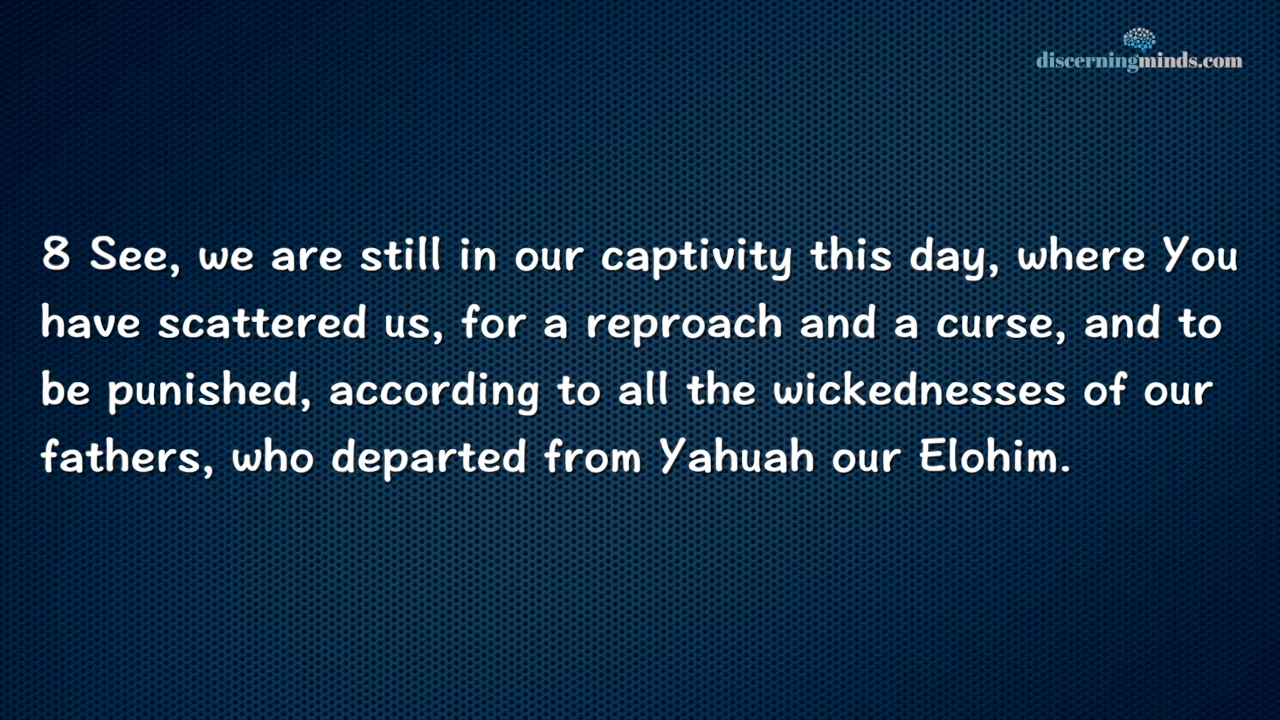 discerningminds.com
8 See, we are still in our captivity this day, where You
have scattered us, for a reproach and a curse, and to
be punished, according to all the wickednesses of our
fathers, who departed from Yahuah our Elohim.